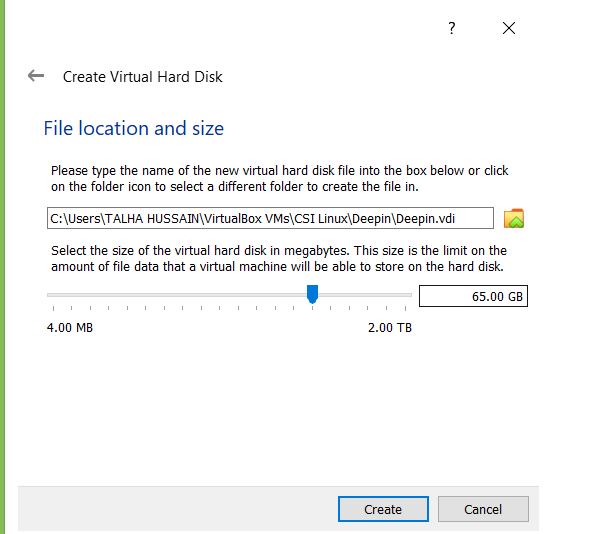 ?
Create Virtual Hard Disk
File location and size
Please type the name of the new virtual hard disk file into the box below or click
on the folder icon to select a different folder to create the file in.
C:\Users\TALHA HUSSAIN\VirtualBox VMs\CSI Linux\Deepin\Deepin.vdi
Select the size of the virtual hard disk in megabytes. This size is the limit on the
amount of file data that a virtual machine will be able to store on the hard disk.
65.00 GB
4.00 MB 2.00 TB
Create Cancel